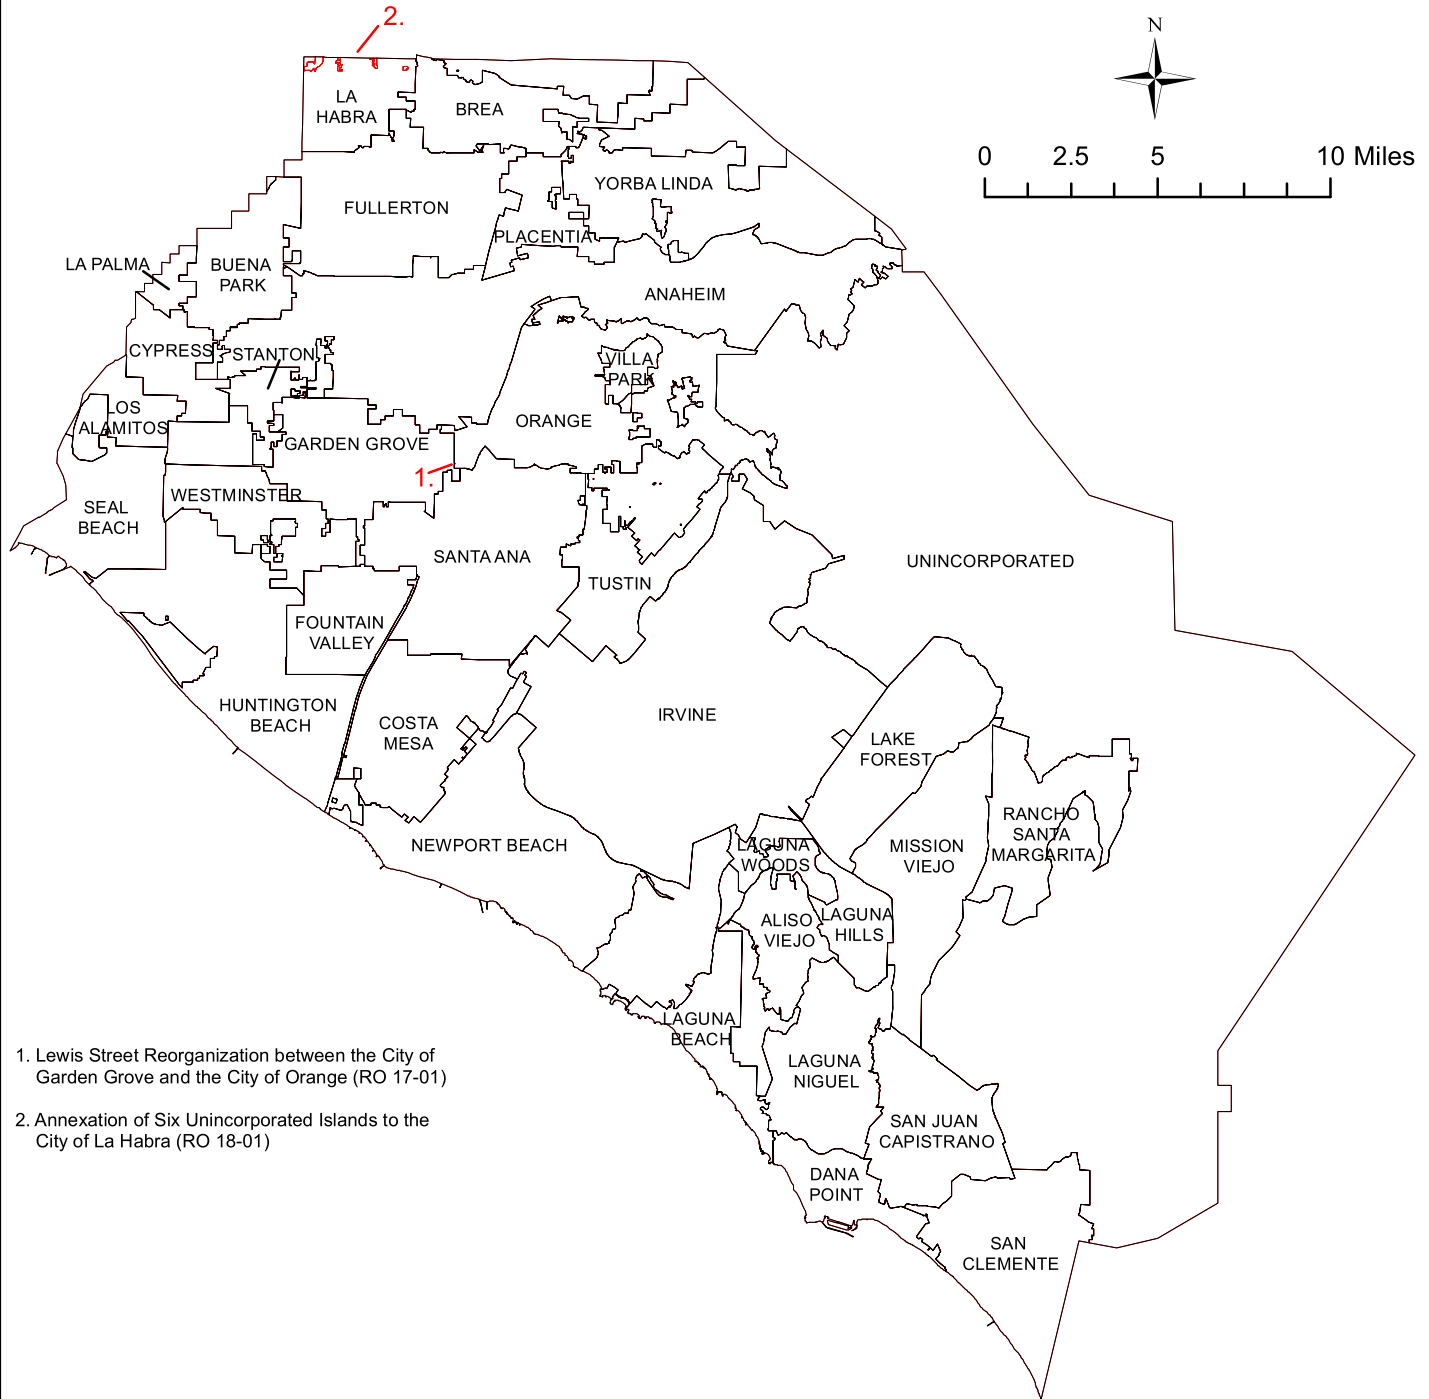 2.
N
LA
HABRA
BREA
0 2.5 5 10 Miles
YORBA LINDA
FULLERTON
PLACENTIA
LA PALMA
BUENA
PARK
ANAHEIM
CYPRESS
STANTON
VILLA
PARK
LOS
ALAMITOS
ORANGE
GARDEN GROVE
1.
WESTMINSTER
SEAL
BEACH
SANTA ANA
UNINCORPORATED
TUSTIN
FOUNTAIN
VALLEY
HUNTINGTON
BEACH
COSTA
MESA
IRVINE
LAKE
FOREST
RANCHO
SANTA
MARGARITA
NEWPORT BEACH
LAGUNA
WOODS
MISSION
VIEJO
ALISO
VIEJO
LAGUNA
HILLS
LAGUNA
BEACH
LAGUNA
NIGUEL
SAN JUAN
CAPISTRANO
DANA
POINT
SAN
CLEMENTE
1. Lewis Street Reorganization between the City of
Garden Grove and the City of Orange (RO 17-01)
2. Annexation of Six Unincorporated Islands to the
City of La Habra (RO 18-01)